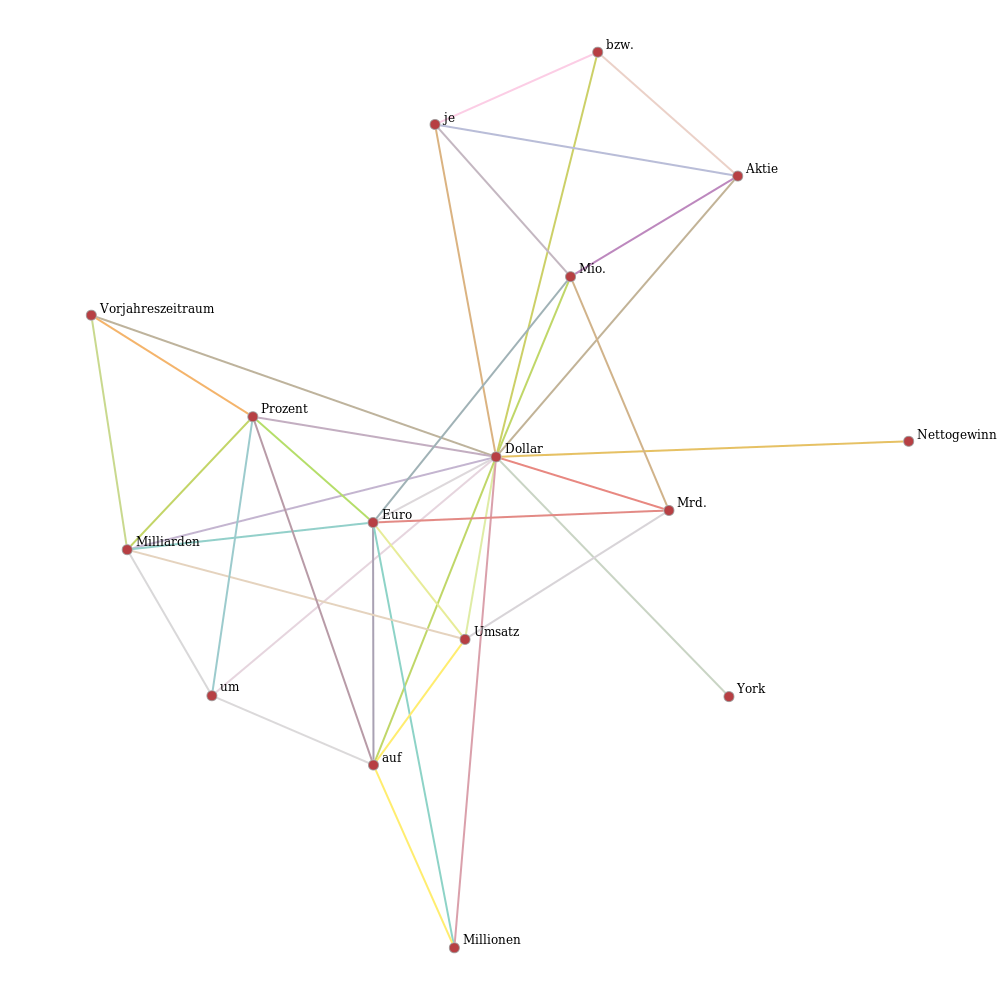 bzw.
je
Aktie
Mio.
Vorjahreszeitraum
Prozent
Nettogewinn
Dollar
Mrd.
Euro
Milliarden
Umsatz
um
York
auf
Millionen